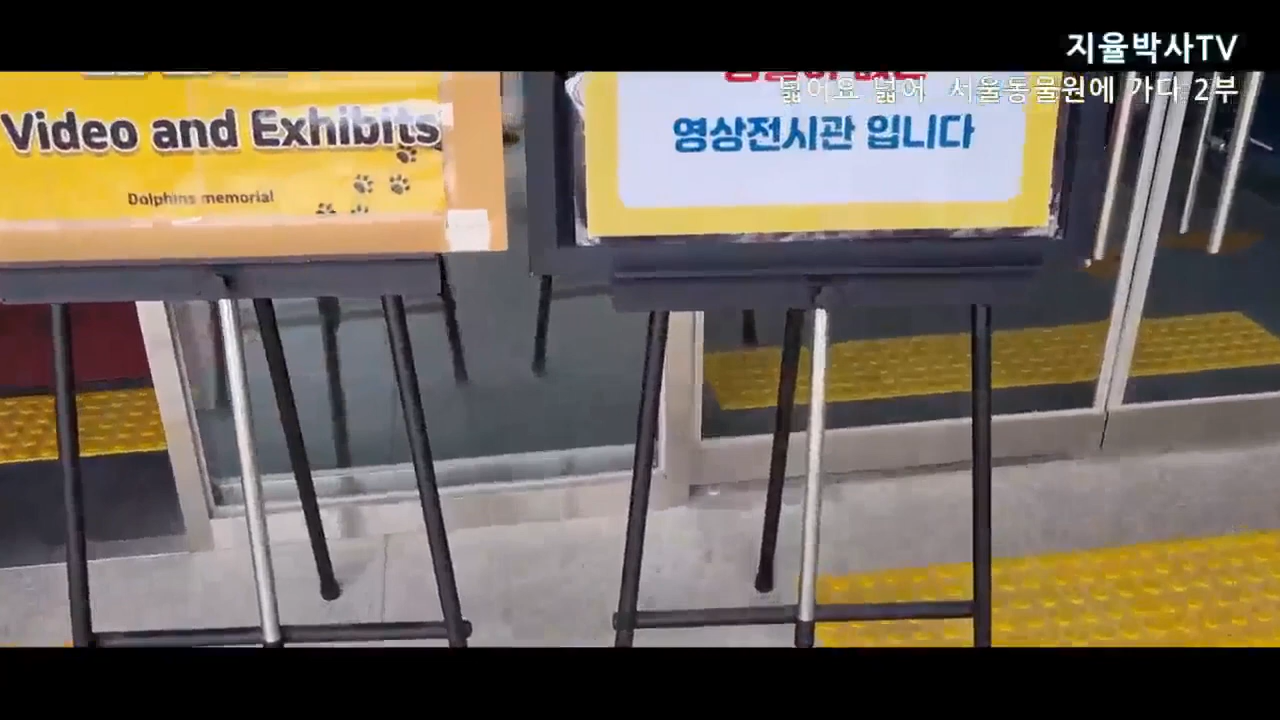 지율박사TV
넓어요 넓어 서울동물원에 가다 2부
Video and Exhibits
Dolphins memorial
영상전시관 입니다